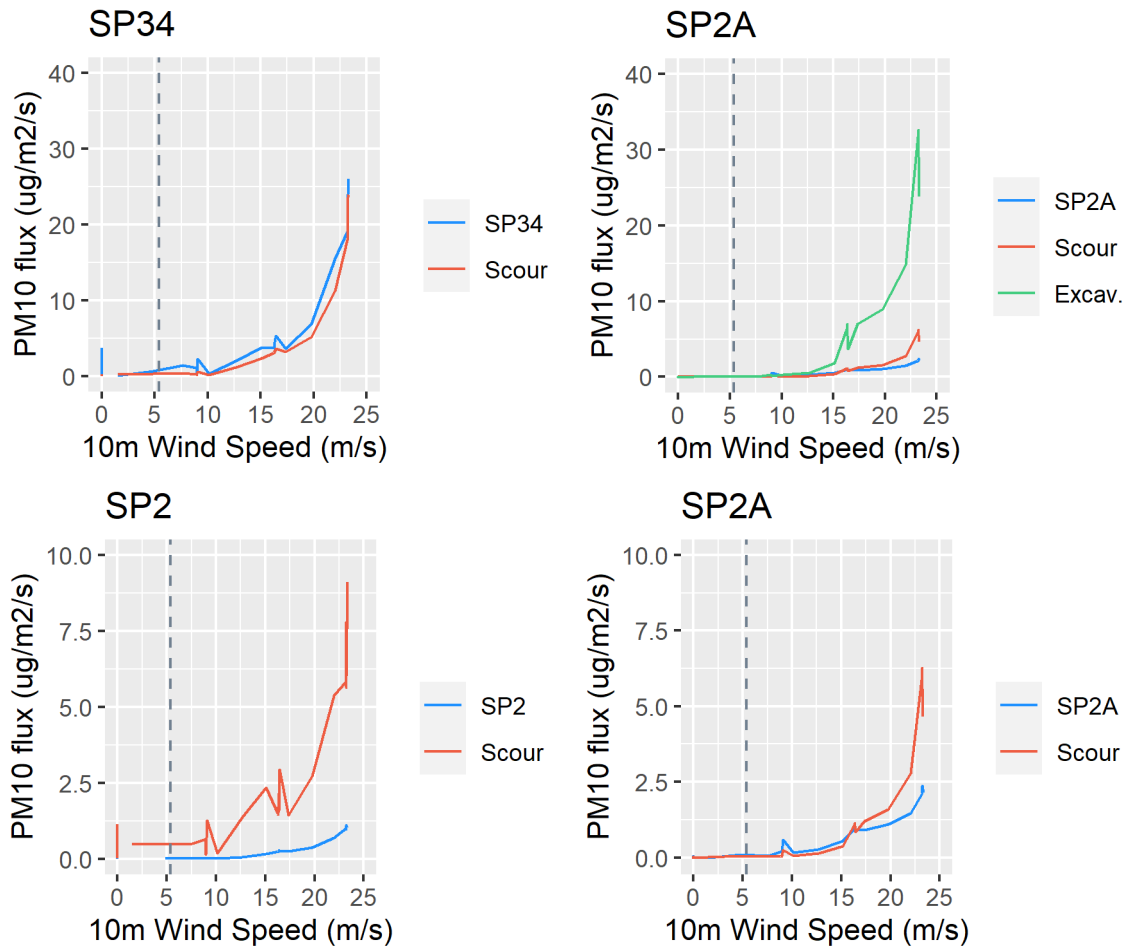 SP34
PM10 flux (ug/m2/s)
40
30
20
10
0
0 5 10 15 20 25
10m Wind Speed (m/s)
SP34
Scour
SP2A
PM10 flux (ug/m2/s)
40
30
20
10
0
0 5 10 15 20 25
10m Wind Speed (m/s)
SP2A
Scour
Excav.
SP2
PM10 flux (ug/m2/s)
10.0
7.5
5.0
2.5
0.0
0 5 10 15 20 25
10m Wind Speed (m/s)
SP2
Scour
SP2A
PM10 flux (ug/m2/s)
10.0
7.5
5.0
2.5
0.0
0 5 10 15 20 25
10m Wind Speed (m/s)
SP2A
Scour